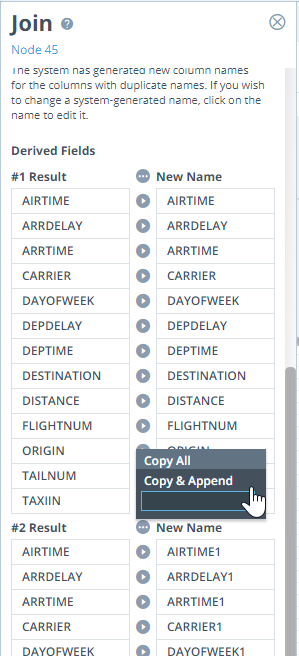 Join ?
Node 45
The system has generated new column names
for the columns with duplicate names. If you wish
to change a system-generated name, click on the
name to edit it.
Derived Fields
#1 Result New Name
AIRTIME AIRTIME
ARRDELAY ARRDELAY
ARRTIME ARRTIME
CARRIER CARRIER
DAYOFWEEK DAYOFWEEK
DEPDELAY DEPDELAY
DEPTIME DEPTIME
DESTINATION DESTINATION
DISTANCE DISTANCE
FLIGHTNUM FLIGHTNUM
ORIGIN ORIGIN
Copy All
TAILNUM
Copy & Append
TAXIIN
#2 Result New Name
AIRTIME AIRTIME1
ARRDELAY ARRDELAY1
ARRTIME ARRTIME1
CARRIER CARRIER1
DAYOFWEEK DAYOFWEEK1